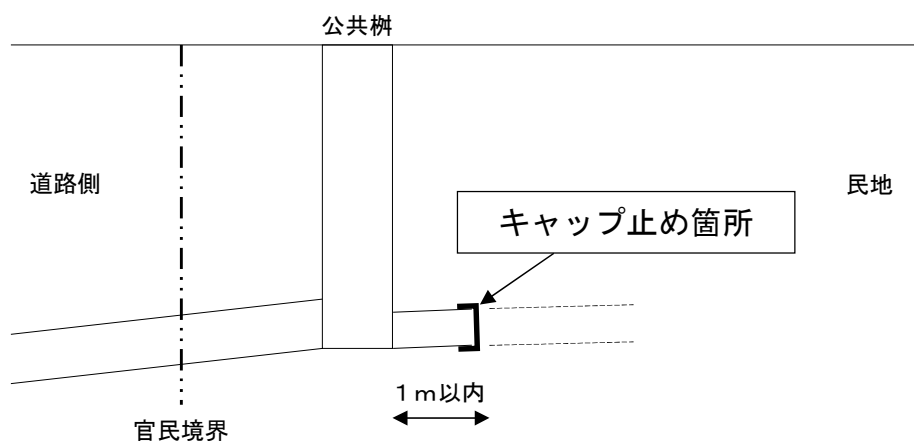 公共桝
道路側
民地
キャップ止め箇所
1m以内
官民境界